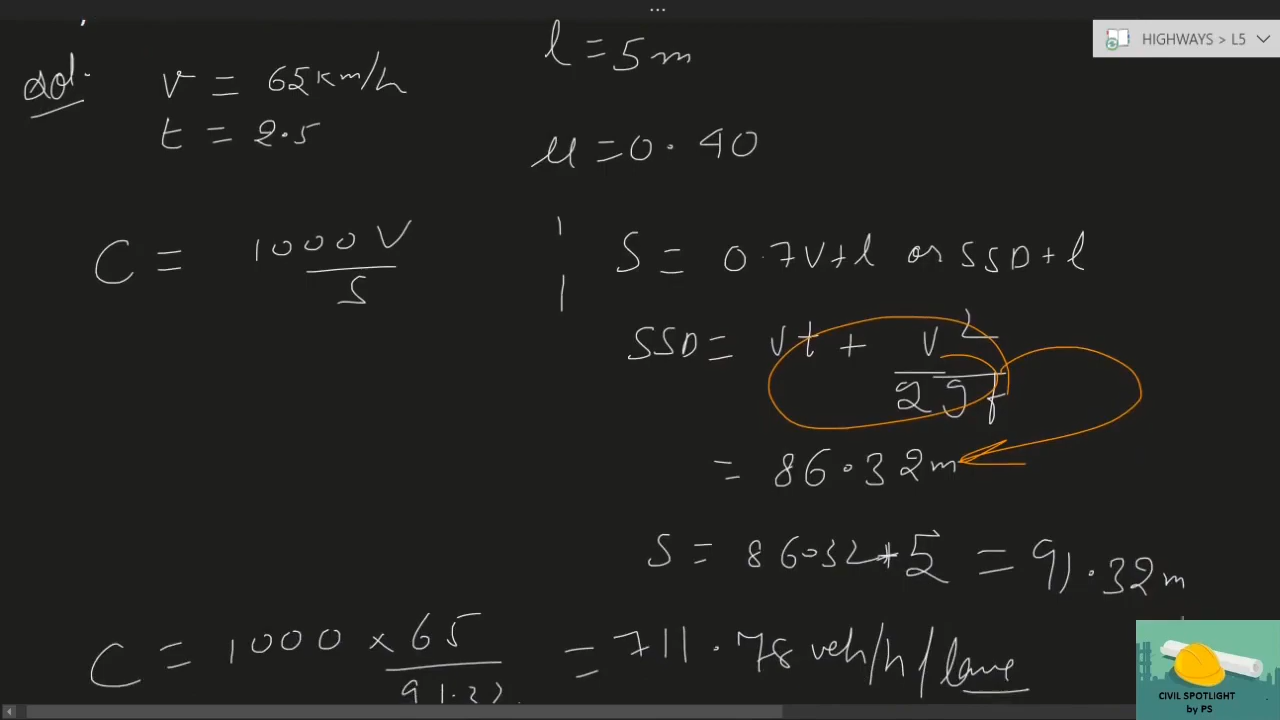 HIGHWAYS > L5
l = 5 m
sol.
v = 65 km/h
t = 2.5
μ = 0.40
C = 1000 V / S
S = 0.7V + l or SSD + l
SSD = vt + v² / 2gf
= 86.32 m
S = 86.32 + 5 = 91.32 m
C = 1000 × 65 / 91.32 = 711.78 veh/h/lane
CIVIL SPOTLIGHT
by PS